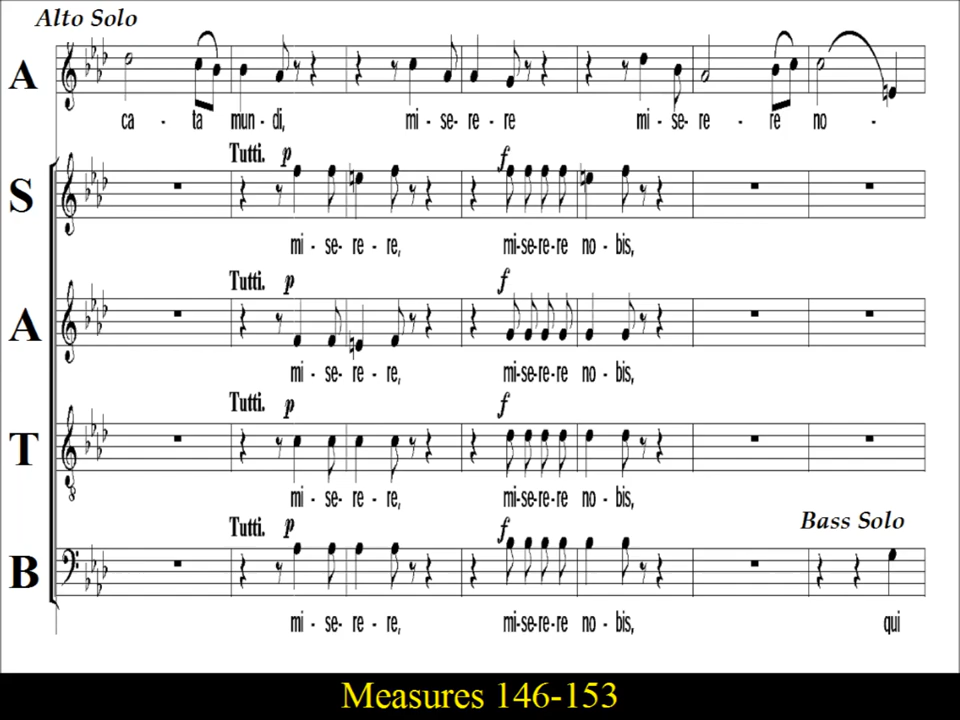 Alto Solo
A
ca - ta mun - di, mi - se - re - re mi - se - re - re no -
Tutti. p f
S
mi - se - re - re, mi-se-re-re no - bis,
Tutti. p f
A
mi - se - re - re, mi-se-re-re no - bis,
Tutti. p f
T
8
mi - se - re - re, mi-se-re-re no - bis,
Bass Solo
Tutti. p f
B
mi - se - re - re, mi-se-re-re no - bis, qui
Measures 146-153